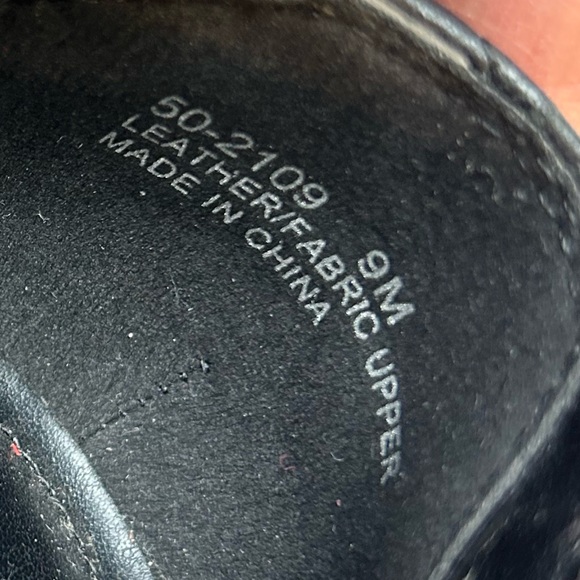 50-2109 9M
LEATHER/FABRIC UPPER
MADE IN CHINA